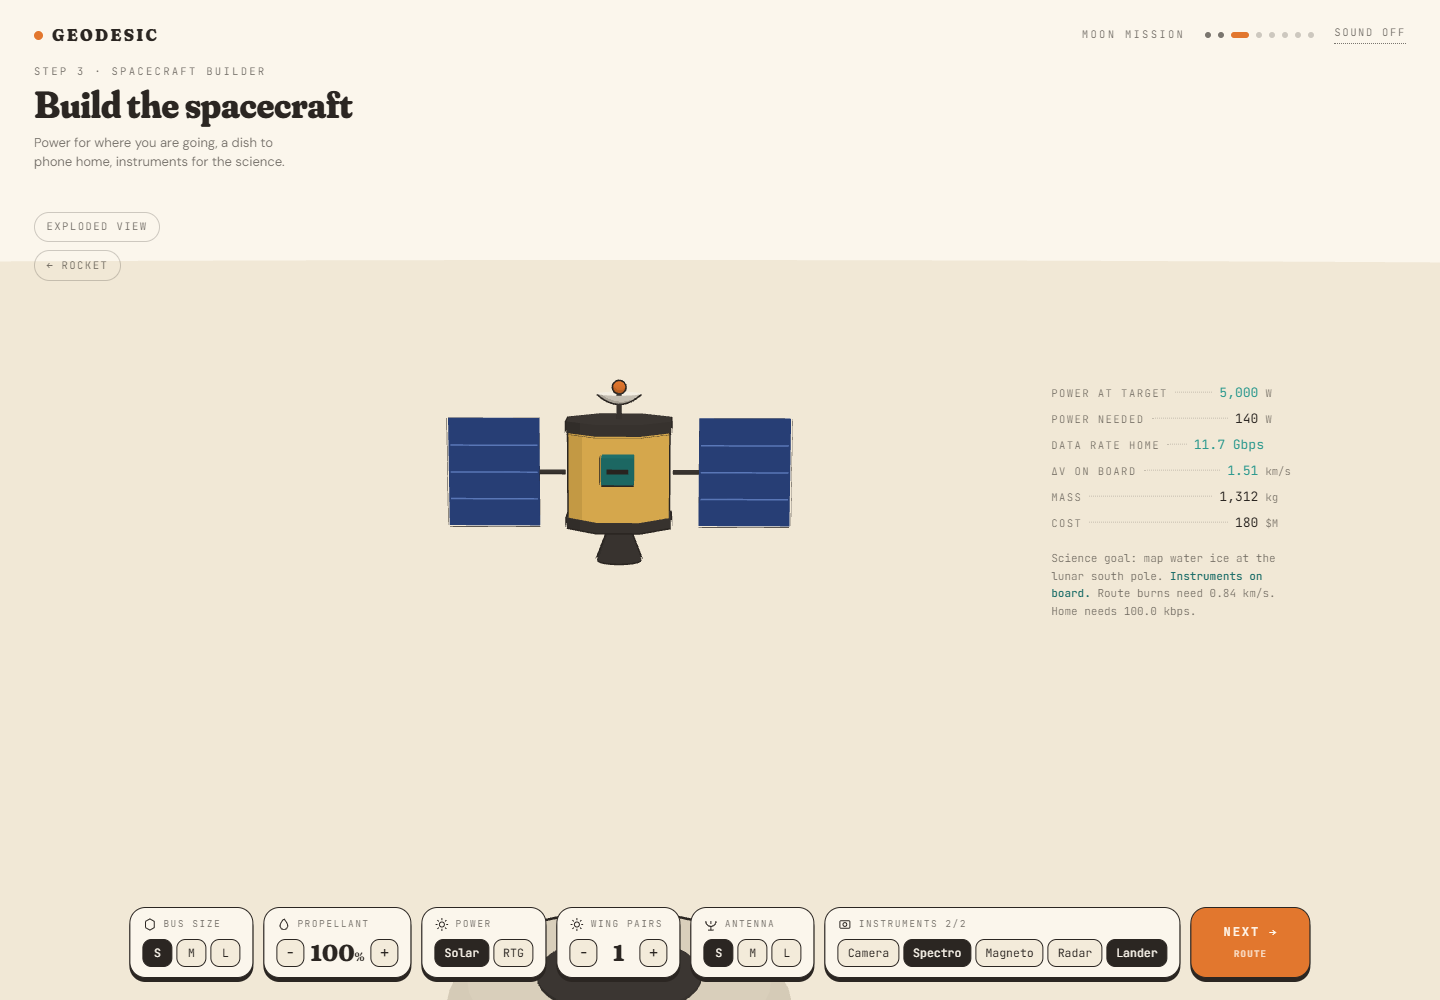 GEODESIC
MOON MISSION
SOUND OFF
STEP 3 · SPACECRAFT BUILDER
Build the spacecraft
Power for where you are going, a dish to
phone home, instruments for the science.
EXPLODED VIEW
← ROCKET
POWER AT TARGET 5,000 W
POWER NEEDED 140 W
DATA RATE HOME 11.7 Gbps
ΔV ON BOARD 1.51 km/s
MASS 1,312 kg
COST 180 $M
Science goal: map water ice at the
lunar south pole. Instruments on
board. Route burns need 0.84 km/s.
Home needs 100.0 kbps.
BUS SIZE
S M L
PROPELLANT
- 100% +
POWER
Solar RTG
WING PAIRS
- 1 +
ANTENNA
S M L
INSTRUMENTS 2/2
Camera Spectro Magneto Radar Lander
NEXT →
ROUTE